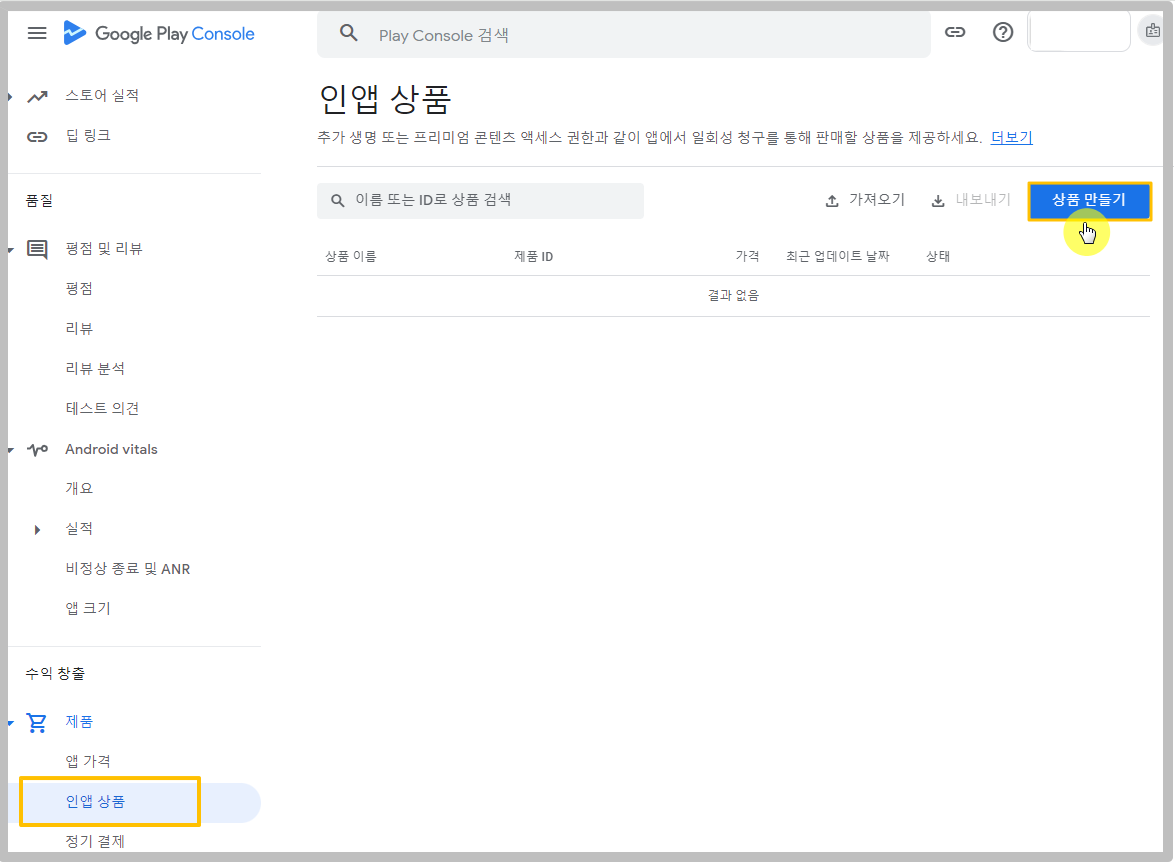 Google Play Console
Play Console 검색
스토어 실적
딥 링크
품질
평점 및 리뷰
평점
리뷰
리뷰 분석
테스트 의견
Android vitals
개요
실적
비정상 종료 및 ANR
앱 크기
수익 창출
제품
앱 가격
인앱 상품
정기 결제
인앱 상품
추가 생명 또는 프리미엄 콘텐츠 액세스 권한과 같이 앱에서 일회성 청구를 통해 판매할 상품을 제공하세요. 더보기
이름 또는 ID로 상품 검색 가져오기 내보내기 상품 만들기
상품 이름 제품 ID 가격 최근 업데이트 날짜 상태
결과 없음